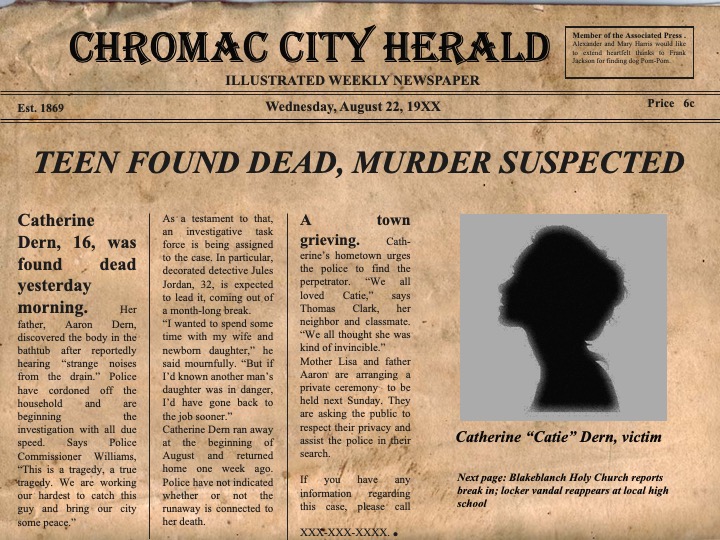 CHROMAC CITY HERALD
Member of the Associated Press .
Alexander and Mary Harris would like
to extend heartfelt thanks to Frank
Jackson for finding dog Pom-Pom.
ILLUSTRATED WEEKLY NEWSPAPER
Est. 1869
Wednesday, August 22, 19XX
Price 6c
TEEN FOUND DEAD, MURDER SUSPECTED
Catherine
Dern, 16, was
found dead
yesterday
morning. Her
father, Aaron Dern,
discovered the body in the
bathtub after reportedly
hearing “strange noises
from the drain.” Police
have cordoned off the
household and are
beginning the
investigation with all due
speed. Says Police
Commissioner Williams,
“This is a tragedy, a true
tragedy. We are working
our hardest to catch this
guy and bring our city
some peace.”
As a testament to that,
an investigative task
force is being assigned
to the case. In particular,
decorated detective Jules
Jordan, 32, is expected
to lead it, coming out of
a month-long break.
“I wanted to spend some
time with my wife and
newborn daughter,” he
said mournfully. “But if
I’d known another man’s
daughter was in danger,
I’d have gone back to
the job sooner.”
Catherine Dern ran away
at the beginning of
August and returned
home one week ago.
Police have not indicated
whether or not the
runaway is connected to
her death.
A town
grieving. Cath-
erine’s hometown urges
the police to find the
perpetrator. “We all
loved Catie,” says
Thomas Clark, her
neighbor and classmate.
“We all thought she was
kind of invincible.”
Mother Lisa and father
Aaron are arranging a
private ceremony to be
held next Sunday. They
are asking the public to
respect their privacy and
assist the police in their
search.
If you have any
information regarding
this case, please call
XXX-XXX-XXXX.
Catherine “Catie” Dern, victim
Next page: Blakeblanch Holy Church reports
break in; locker vandal reappears at local high
school